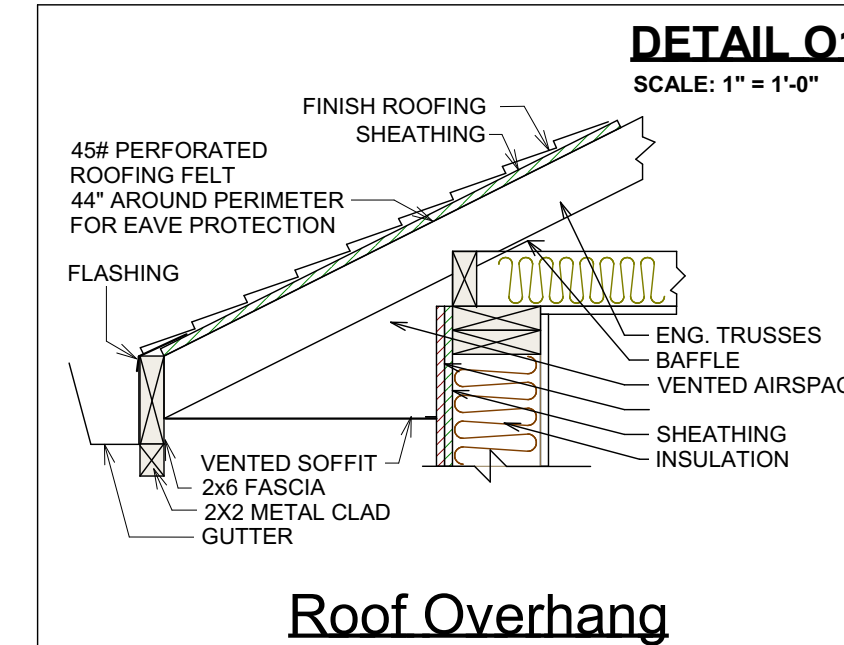 DETAIL O1
SCALE: 1" = 1'-0"
FINISH ROOFING
SHEATHING
45# PERFORATED
ROOFING FELT
44" AROUND PERIMETER
FOR EAVE PROTECTION
FLASHING
ENG. TRUSSES
BAFFLE
VENTED AIRSPAC
SHEATHING
INSULATION
VENTED SOFFIT
2x6 FASCIA
2X2 METAL CLAD
GUTTER
Roof Overhang